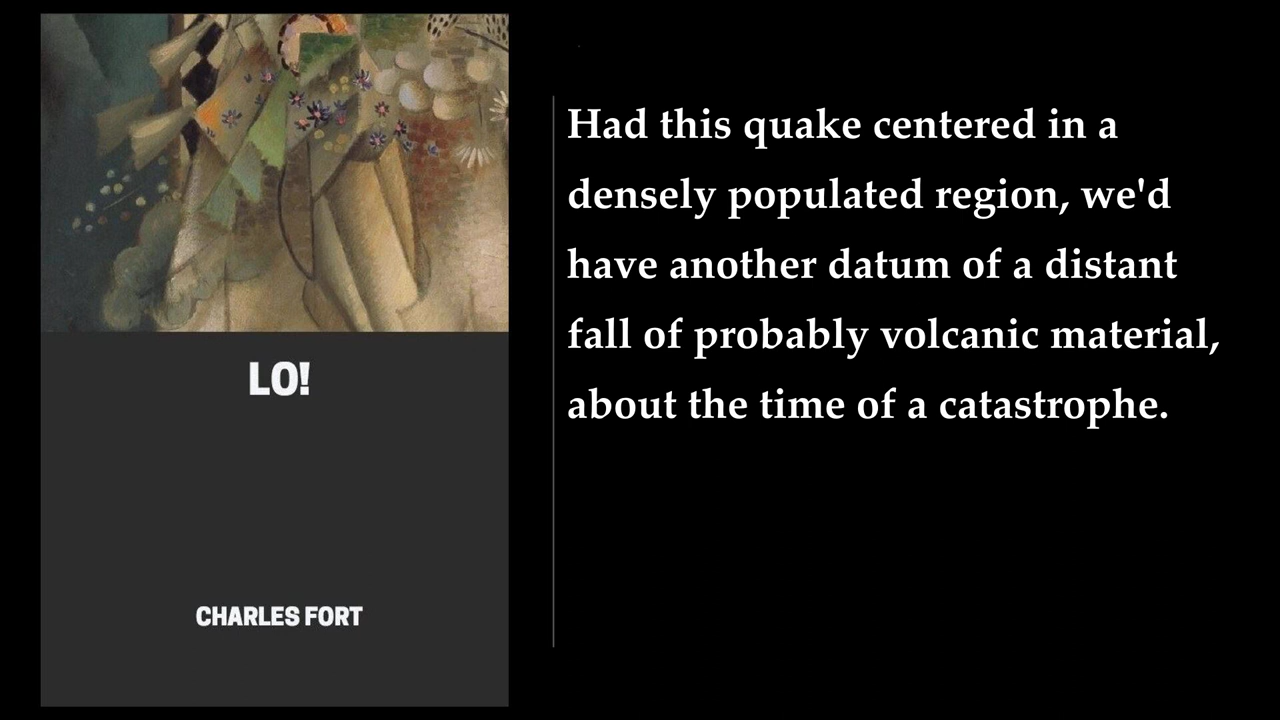 LO!
CHARLES FORT
Had this quake centered in a
densely populated region, we'd
have another datum of a distant
fall of probably volcanic material,
about the time of a catastrophe.